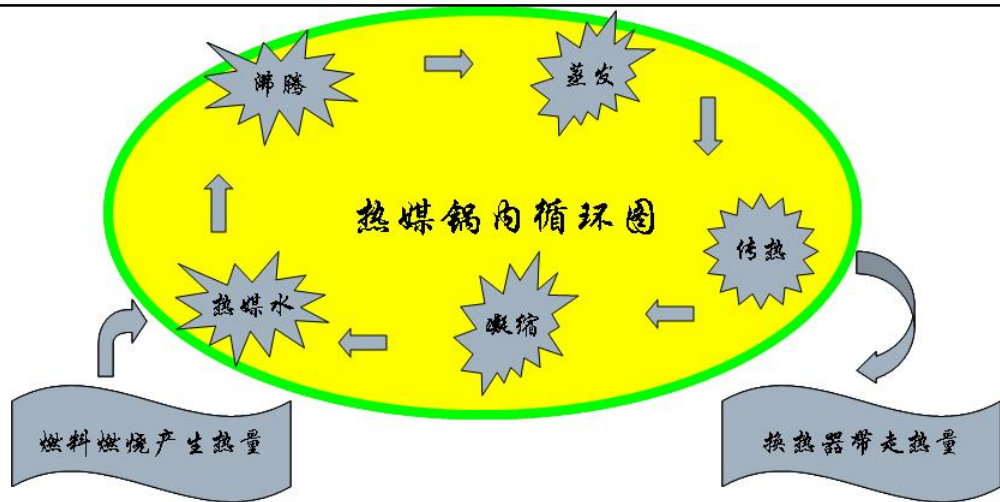 沸腾
蒸发
热媒锅内循环图
传热
热媒水
凝缩
燃料燃烧产生热量
换热器带走热量